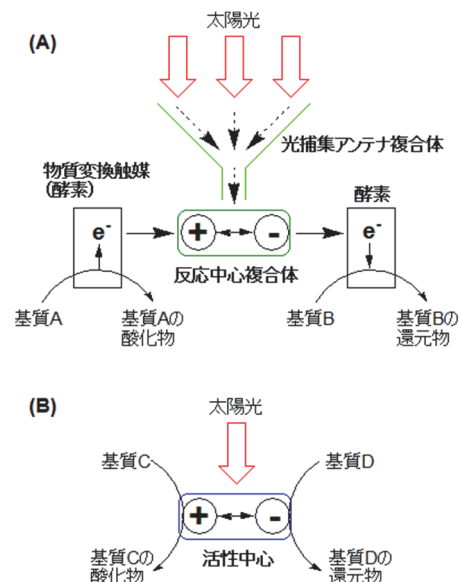 太陽光
(A)
光捕集アンテナ複合体
物質変換触媒
(酵素)
酵素
e-
+
-
e-
反応中心複合体
基質A
基質Aの
酸化物
基質B
基質Bの
還元物
(B)
太陽光
基質C
基質D
+
-
活性中心
基質Cの
酸化物
基質Dの
還元物